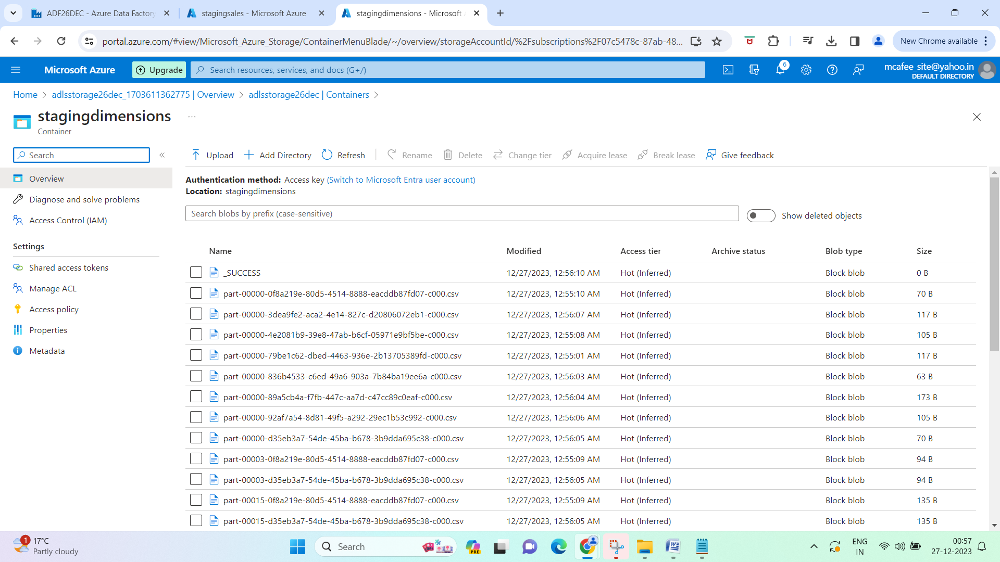 ADF26DEC - Azure Data Factory
stagingsales - Microsoft Azure
stagingdimensions - Microsoft
portal.azure.com/#view/Microsoft_Azure_Storage/ContainerMenuBlade/~/overview/storageAccountId/%2Fsubscriptions%2F07c5478c-87ab-48...
New Chrome available
Microsoft Azure
Upgrade
Search resources, services, and docs (G+/)
6
mcafee_site@yahoo.in
DEFAULT DIRECTORY
Home > adlsstorage26dec_1703611362775 | Overview > adlsstorage26dec | Containers >
stagingdimensions ...
Container
Search
«
Upload
Add Directory
Refresh
Rename
Delete
Change tier
Acquire lease
Break lease
Give feedback
Overview
Diagnose and solve problems
Access Control (IAM)
Settings
Shared access tokens
Manage ACL
Access policy
Properties
Metadata
Authentication method: Access key (Switch to Microsoft Entra user account)
Location: stagingdimensions
Search blobs by prefix (case-sensitive)
Show deleted objects
Name Modified Access tier Archive status Blob type Size
_SUCCESS 12/27/2023, 12:56:10 AM Hot (Inferred) Block blob 0 B
part-00000-0f8a219e-80d5-4514-8888-eacddb87fd07-c000.csv 12/27/2023, 12:55:10 AM Hot (Inferred) Block blob 70 B
part-00000-3dea9fe2-aca2-4e14-827c-d20806072eb1-c000.csv 12/27/2023, 12:56:07 AM Hot (Inferred) Block blob 117 B
part-00000-4e2081b9-39e8-47ab-b6cf-05971e9bf5be-c000.csv 12/27/2023, 12:55:08 AM Hot (Inferred) Block blob 105 B
part-00000-79be1c62-dbed-4463-936e-2b13705389fd-c000.csv 12/27/2023, 12:55:01 AM Hot (Inferred) Block blob 117 B
part-00000-836b4533-c6ed-49a6-903a-7b84ba19ee6a-c000.csv 12/27/2023, 12:56:03 AM Hot (Inferred) Block blob 63 B
part-00000-89a5cb4a-f7fb-447c-aa7d-c47cc89c0eaf-c000.csv 12/27/2023, 12:56:04 AM Hot (Inferred) Block blob 173 B
part-00000-92af7a54-8d81-49f5-a292-29ec1b53c992-c000.csv 12/27/2023, 12:56:06 AM Hot (Inferred) Block blob 105 B
part-00000-d35eb3a7-54de-45ba-b678-3b9dda695c38-c000.csv 12/27/2023, 12:56:05 AM Hot (Inferred) Block blob 70 B
part-00003-0f8a219e-80d5-4514-8888-eacddb87fd07-c000.csv 12/27/2023, 12:55:09 AM Hot (Inferred) Block blob 94 B
part-00003-d35eb3a7-54de-45ba-b678-3b9dda695c38-c000.csv 12/27/2023, 12:56:05 AM Hot (Inferred) Block blob 94 B
part-00015-0f8a219e-80d5-4514-8888-eacddb87fd07-c000.csv 12/27/2023, 12:55:09 AM Hot (Inferred) Block blob 135 B
part-00015-d35eb3a7-54de-45ba-b678-3b9dda695c38-c000.csv 12/27/2023, 12:56:05 AM Hot (Inferred) Block blob 135 B
1
17°C
Partly cloudy
Search
PRE
ENG
IN
00:57
27-12-2023